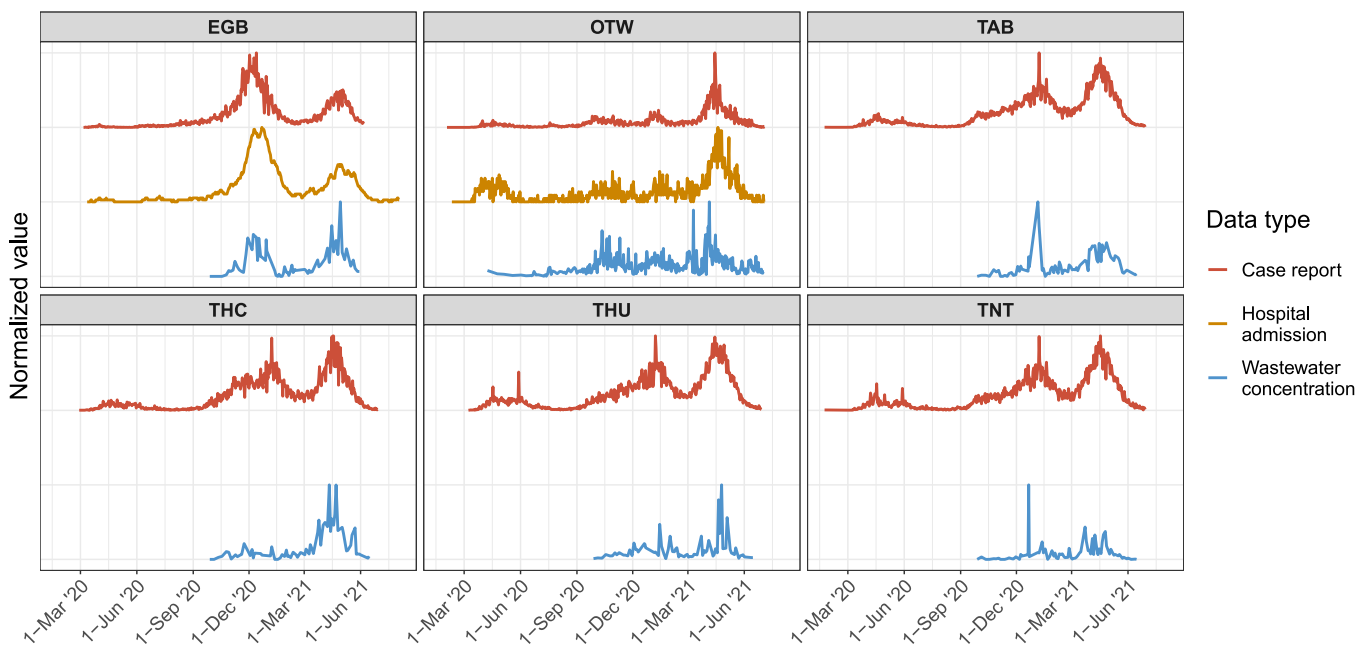 EGB
OTW
TAB
Normalized value
THC
THU
TNT
1−Mar '20
1−Jun '20
1−Sep '20
1−Dec '20
1−Mar '21
1−Jun '21
1−Mar '20
1−Jun '20
1−Sep '20
1−Dec '20
1−Mar '21
1−Jun '21
1−Mar '20
1−Jun '20
1−Sep '20
1−Dec '20
1−Mar '21
1−Jun '21
Data type
Case report
Hospital
admission
Wastewater
concentration